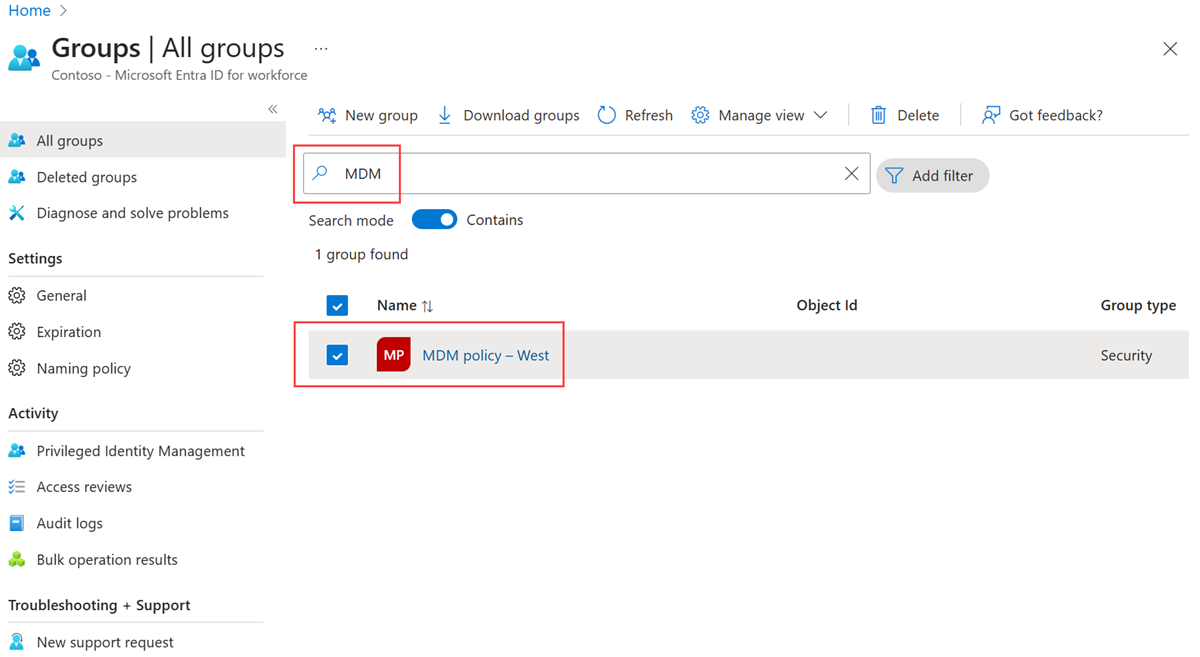 Home
Groups | All groups ...
Contoso - Microsoft Entra ID for workforce
All groups
Deleted groups
Diagnose and solve problems
Settings
General
Expiration
Naming policy
Activity
Privileged Identity Management
Access reviews
Audit logs
Bulk operation results
Troubleshooting + Support
New support request
New group Download groups Refresh Manage view Delete Got feedback?
MDM Add filter
Search mode Contains
1 group found
Name Object Id Group type
MP MDM policy – West Security